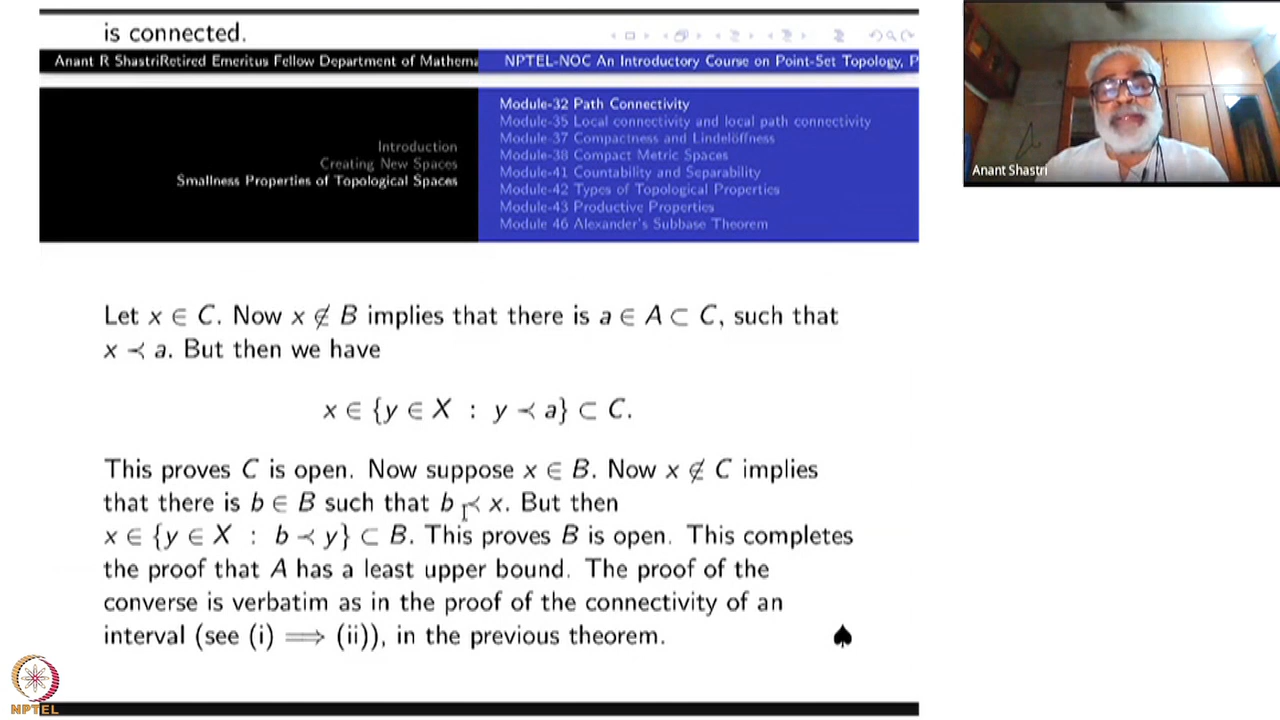 is connected.
Anant R ShastriRetired Emeritus Fellow Department of Mathema
NPTEL-NOC An Introductory Course on Point-Set Topology, P
Introduction
Creating New Spaces
Smallness Properties of Topological Spaces
Module-32 Path Connectivity
Module-35 Local connectivity and local path connectivity
Module-37 Compactness and Lindelöffness
Module-38 Compact Metric Spaces
Module-41 Countability and Separability
Module-42 Types of Topological Properties
Module-43 Productive Properties
Module 46 Alexander's Subbase Theorem
Anant Shastri
Let x ∈ C. Now x ∉ B implies that there is a ∈ A ⊂ C, such that
x ≺ a. But then we have
x ∈ {y ∈ X : y ≺ a} ⊂ C.
This proves C is open. Now suppose x ∈ B. Now x ∉ C implies
that there is b ∈ B such that b ≺ x. But then
x ∈ {y ∈ X : b ≺ y} ⊂ B. This proves B is open. This completes
the proof that A has a least upper bound. The proof of the
converse is verbatim as in the proof of the connectivity of an
interval (see (i) ⟹ (ii)), in the previous theorem. ♠
NPTEL